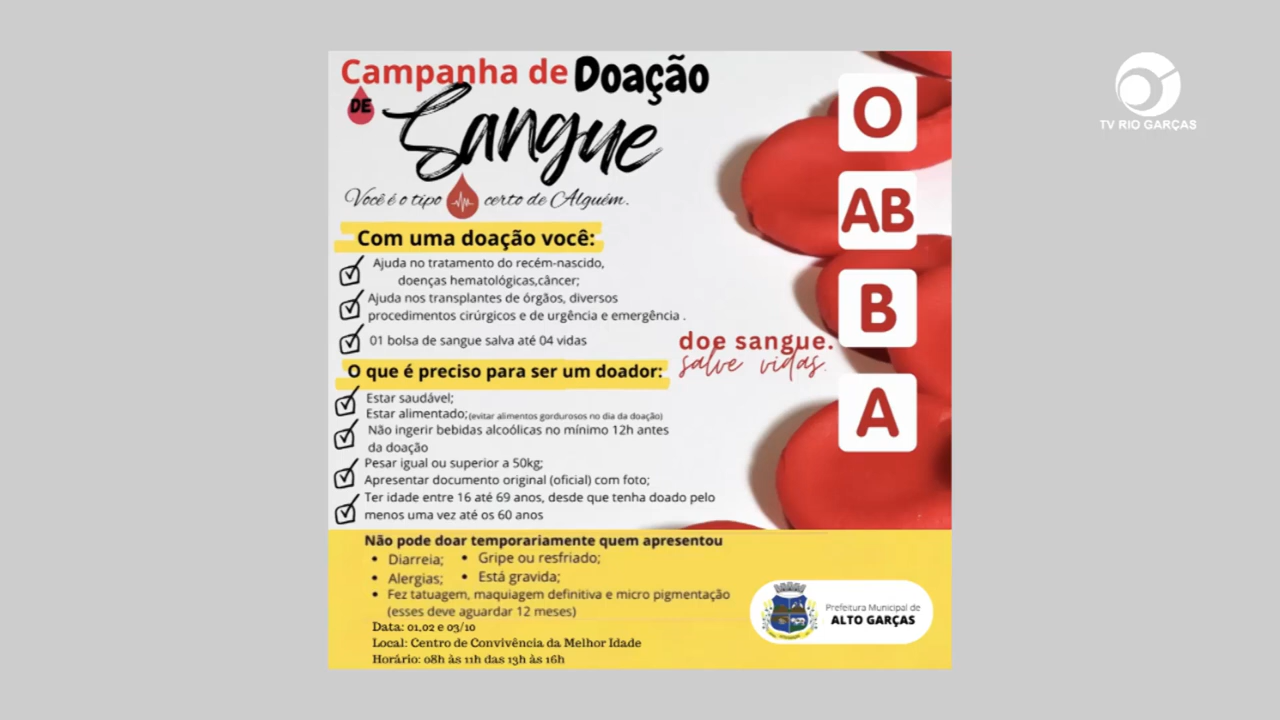 Campanha de Doação
DE
Sangue
Você é o tipo certo de Alguém.
Com uma doação você:
Ajuda no tratamento do recém-nascido,
doenças hematológicas,câncer;
Ajuda nos transplantes de órgãos, diversos
procedimentos cirúrgicos e de urgência e emergência .
01 bolsa de sangue salva até 04 vidas
doe sangue.
salve vidas.
O que é preciso para ser um doador:
Estar saudável;
Estar alimentado;(evitar alimentos gordurosos no dia da doação)
Não ingerir bebidas alcoólicas no mínimo 12h antes
da doação
Pesar igual ou superior a 50kg;
Apresentar documento original (oficial) com foto;
Ter idade entre 16 até 69 anos, desde que tenha doado pelo
menos uma vez até os 60 anos
O
AB
B
A
Não pode doar temporariamente quem apresentou
• Diarreia; • Gripe ou resfriado;
• Alergias; • Está gravida;
• Fez tatuagem, maquiagem definitiva e micro pigmentação
(esses deve aguardar 12 meses)
Data: 01,02 e 03/10
Local: Centro de Convivência da Melhor Idade
Horário: 08h às 11h das 13h às 16h
Prefeitura Municipal de
ALTO GARÇAS
TV RIO GARÇAS